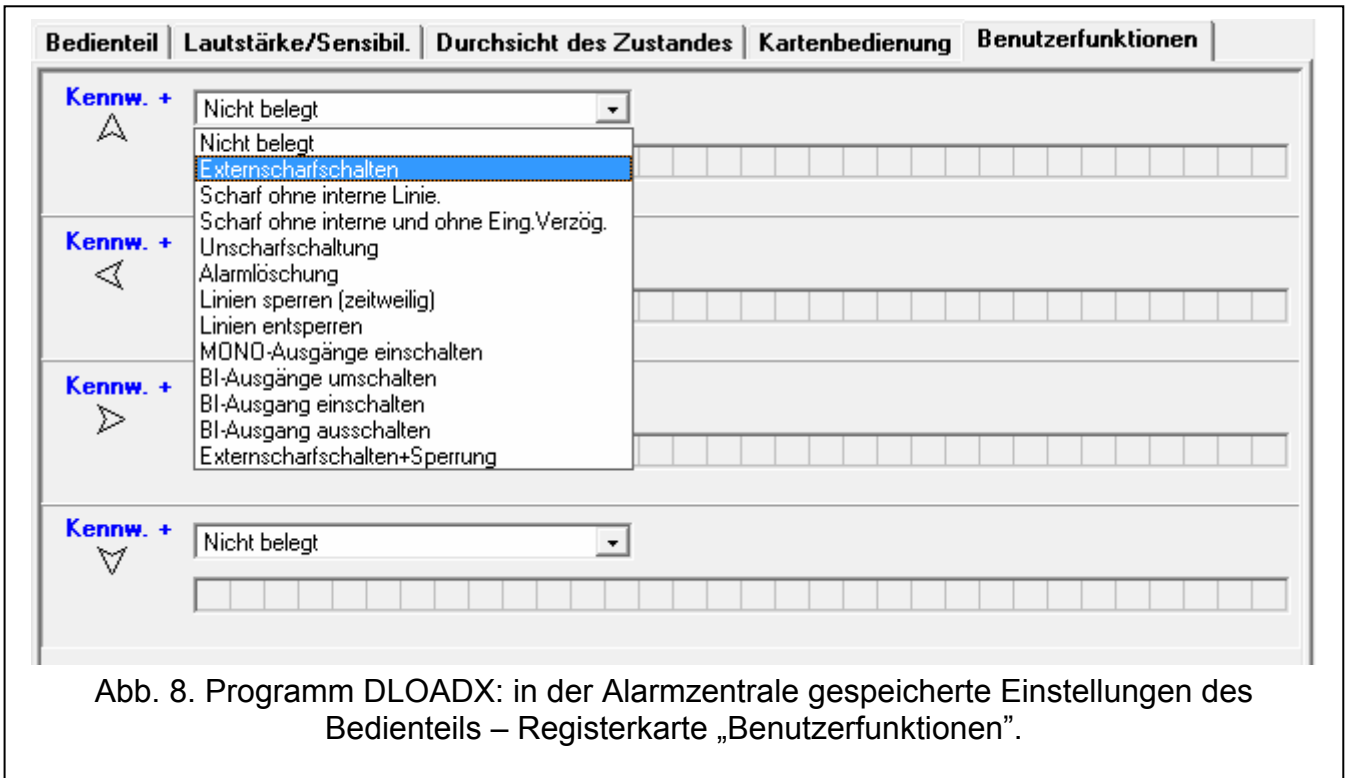 Bedienteil Lautstärke/Sensibil. Durchsicht des Zustandes Kartenbedienung Benutzerfunktionen
Kennw. +
Nicht belegt
Nicht belegt
Externscharfschalten
Scharf ohne interne Linie.
Scharf ohne interne und ohne Eing.Verzög.
Kennw. +
Unscharfschaltung
Alarmlöschung
Linien sperren (zeitweilig)
Linien entsperren
MONO-Ausgänge einschalten
Kennw. +
BI-Ausgänge umschalten
BI-Ausgang einschalten
BI-Ausgang ausschalten
Externscharfschalten+Sperrung
Kennw. +
Nicht belegt
Abb. 8. Programm DLOADX: in der Alarmzentrale gespeicherte Einstellungen des
Bedienteils – Registerkarte „Benutzerfunktionen”.